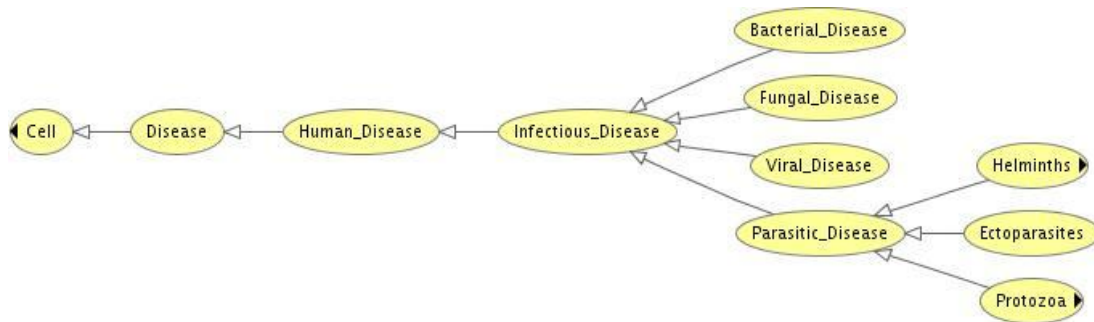 Bacterial_Disease
Fungal_Disease
Cell
Disease
Human_Disease
Infectious_Disease
Viral_Disease
Helminths
Parasitic_Disease
Ectoparasites
Protozoa